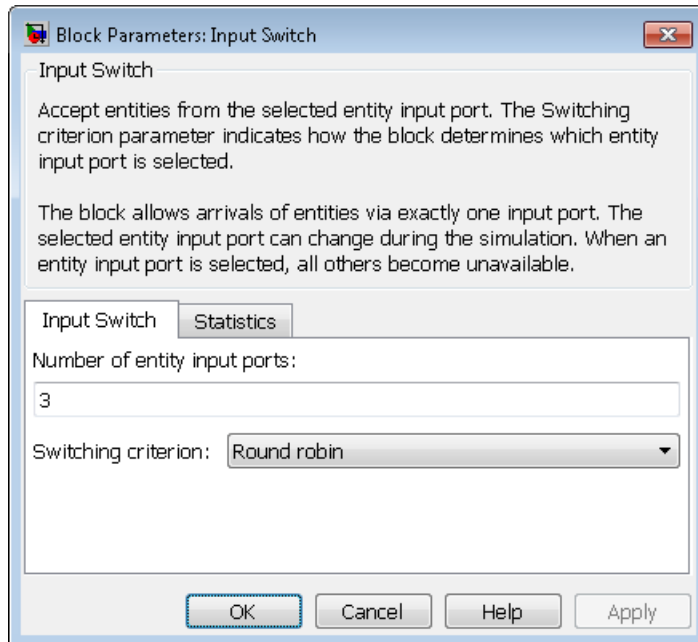 Block Parameters: Input Switch
Input Switch
Accept entities from the selected entity input port. The Switching
criterion parameter indicates how the block determines which entity
input port is selected.
The block allows arrivals of entities via exactly one input port. The
selected entity input port can change during the simulation. When an
entity input port is selected, all others become unavailable.
Input Switch Statistics
Number of entity input ports:
3
Switching criterion: Round robin
OK Cancel Help Apply